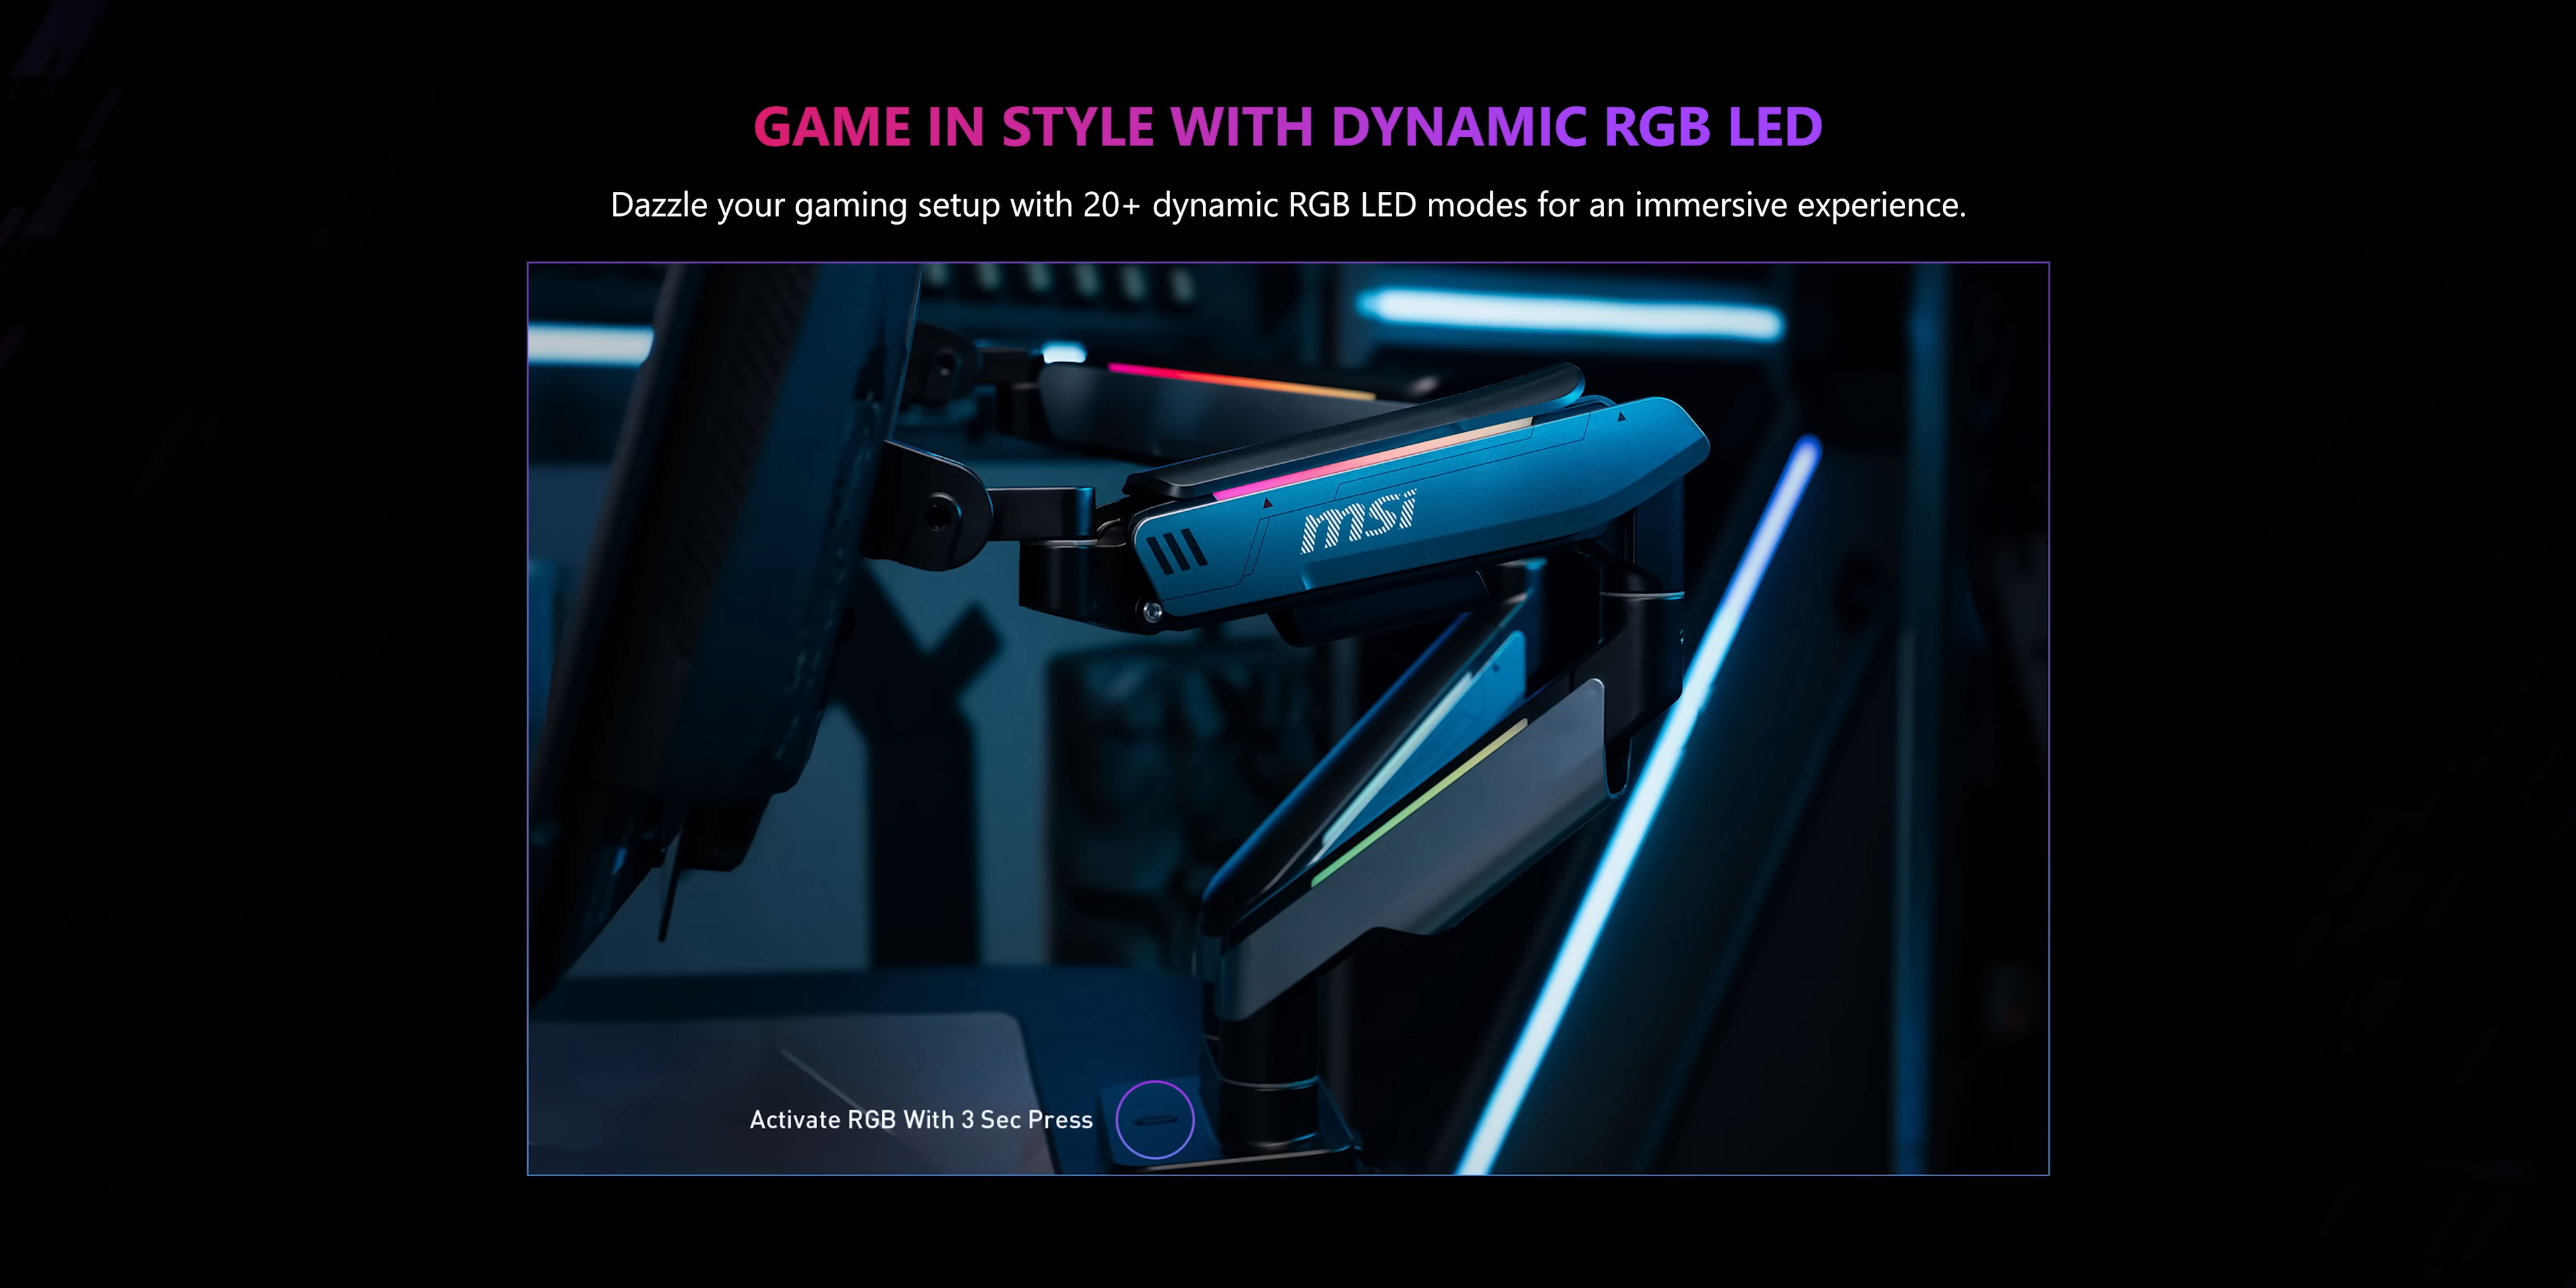 GAME IN STYLE WITH DYNAMIC RGB LED
Dazzle your gaming setup with 20+ dynamic RGB LED modes for an immersive experience.
msi
Activate RGB With 3 Sec Press